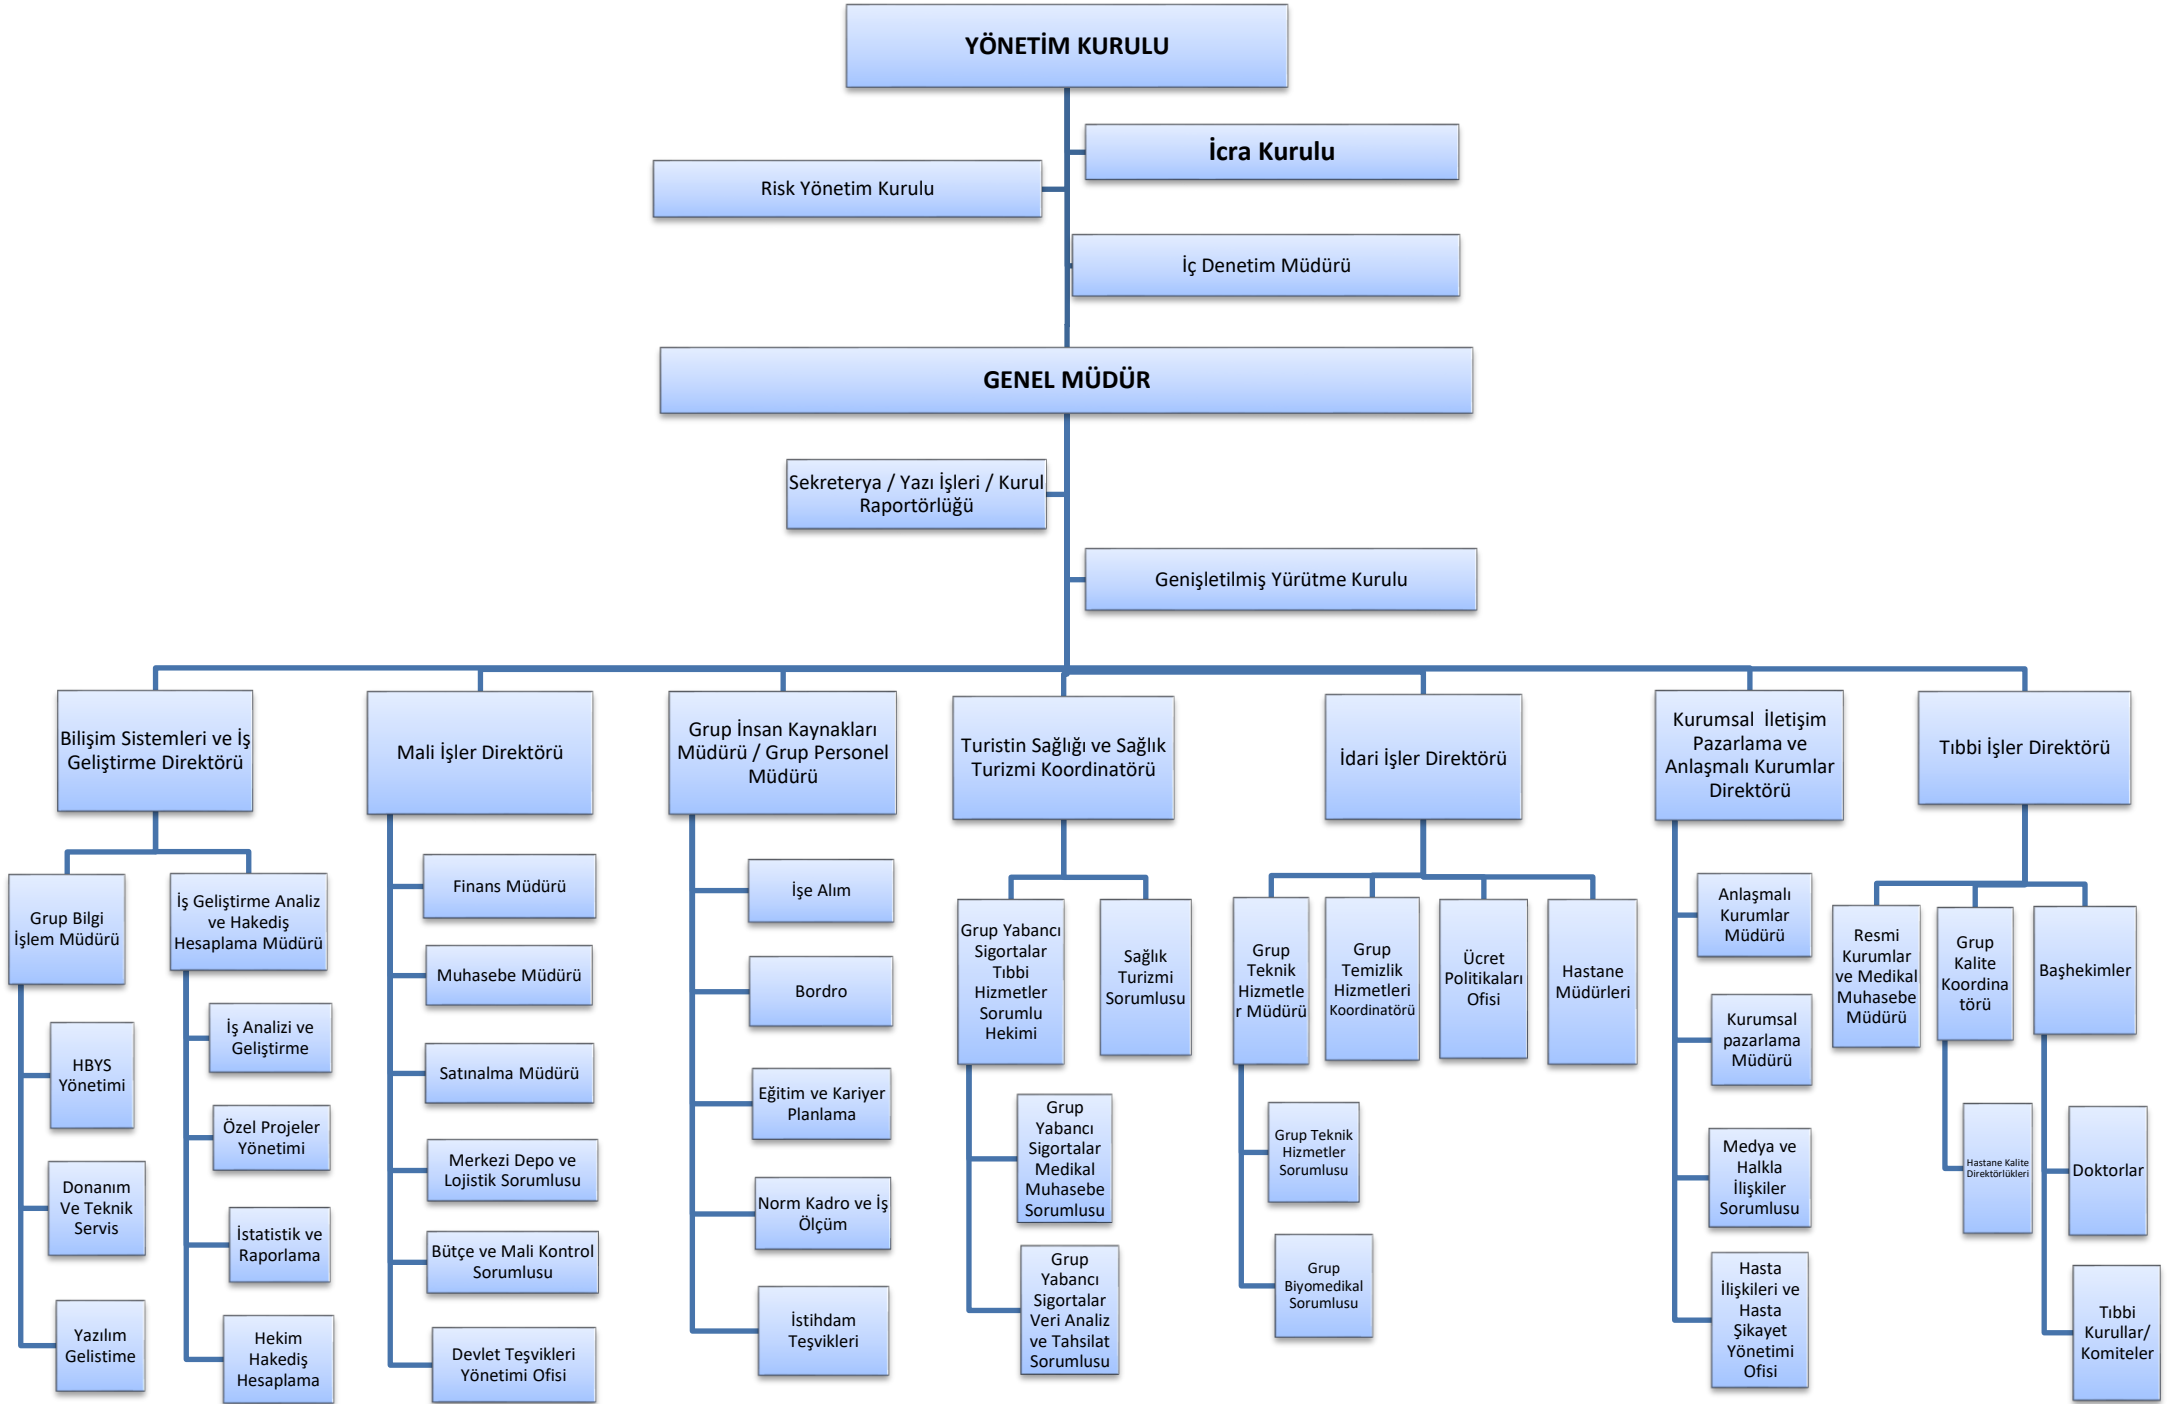 YÖNETİM KURULU
İcra Kurulu
Risk Yönetim Kurulu
İç Denetim Müdürü
GENEL MÜDÜR
Sekreterya / Yazı İşleri / Kurul
Raportörlüğü
Genişletilmiş Yürütme Kurulu
Bilişim Sistemleri ve İş
Geliştirme Direktörü
Mali İşler Direktörü
Grup İnsan Kaynakları
Müdürü / Grup Personel
Müdürü
Turistin Sağlığı ve Sağlık
Turizmi Koordinatörü
İdari İşler Direktörü
Kurumsal İletişim
Pazarlama ve
Anlaşmalı Kurumlar
Direktörü
Tıbbi İşler Direktörü
Grup Bilgi
İşlem Müdürü
HBYS
Yönetimi
Donanım
Ve Teknik
Servis
Yazılım
Gelistime
İş Geliştirme Analiz
ve Hakediş
Hesaplama Müdürü
İş Analizi ve
Geliştirme
Özel Projeler
Yönetimi
İstatistik ve
Raporlama
Hekim
Hakediş
Hesaplama
Finans Müdürü
Muhasebe Müdürü
Satınalma Müdürü
Merkezi Depo ve
Lojistik Sorumlusu
Bütçe ve Mali Kontrol
Sorumlusu
Devlet Teşvikleri
Yönetimi Ofisi
İşe Alım
Bordro
Eğitim ve Kariyer
Planlama
Norm Kadro ve İş
Ölçüm
İstihdam
Teşvikleri
Grup Yabancı
Sigortalar
Tıbbi
Hizmetler
Sorumlu
Hekimi
Grup
Yabancı
Sigortalar
Medikal
Muhasebe
Sorumlusu
Grup
Yabancı
Sigortalar
Veri Analiz
ve Tahsilat
Sorumlusu
Sağlık
Turizmi
Sorumlusu
Grup
Teknik
Hizmetle
r Müdürü
Grup Teknik
Hizmetler
Sorumlusu
Grup
Biyomedikal
Sorumlusu
Grup
Temizlik
Hizmetleri
Koordinatörü
Ücret
Politikaları
Ofisi
Hastane
Müdürleri
Anlaşmalı
Kurumlar
Müdürü
Kurumsal
pazarlama
Müdürü
Medya ve
Halkla
İlişkiler
Sorumlusu
Hasta
İlişkileri ve
Hasta
Şikayet
Yönetimi
Ofisi
Resmi
Kurumlar
ve Medikal
Muhasebe
Müdürü
Grup
Kalite
Koordina
törü
Hastane Kalite
Direktörlükleri
Başhekimler
Doktorlar
Tıbbi
Kurullar/
Komiteler